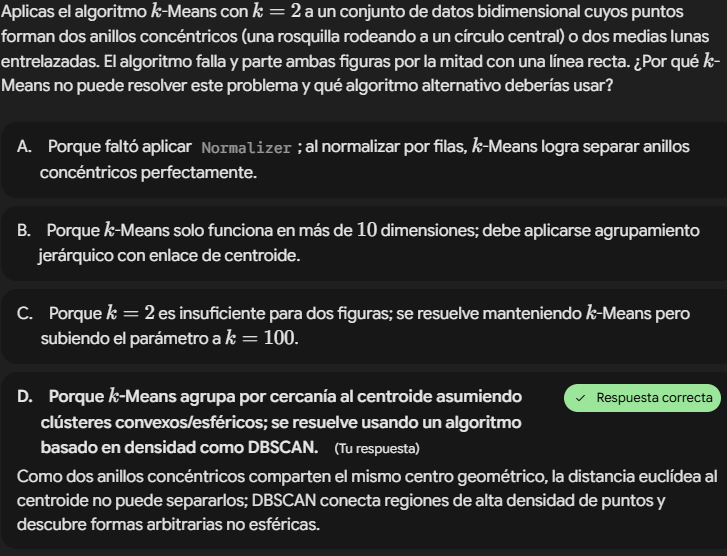 Aplicas el algoritmo k-Means con k = 2 a un conjunto de datos bidimensional cuyos puntos
forman dos anillos concéntricos (una rosquilla rodeando a un círculo central) o dos medias lunas
entrelazadas. El algoritmo falla y parte ambas figuras por la mitad con una línea recta. ¿Por qué k-
Means no puede resolver este problema y qué algoritmo alternativo deberías usar?
A. Porque faltó aplicar Normalizer ; al normalizar por filas, k-Means logra separar anillos
concéntricos perfectamente.
B. Porque k-Means solo funciona en más de 10 dimensiones; debe aplicarse agrupamiento
jerárquico con enlace de centroide.
C. Porque k = 2 es insuficiente para dos figuras; se resuelve manteniendo k-Means pero
subiendo el parámetro a k = 100.
D. Porque k-Means agrupa por cercanía al centroide asumiendo
clústeres convexos/esféricos; se resuelve usando un algoritmo
basado en densidad como DBSCAN. (Tu respuesta)
✓ Respuesta correcta
Como dos anillos concéntricos comparten el mismo centro geométrico, la distancia euclídea al
centroide no puede separarlos; DBSCAN conecta regiones de alta densidad de puntos y
descubre formas arbitrarias no esféricas.